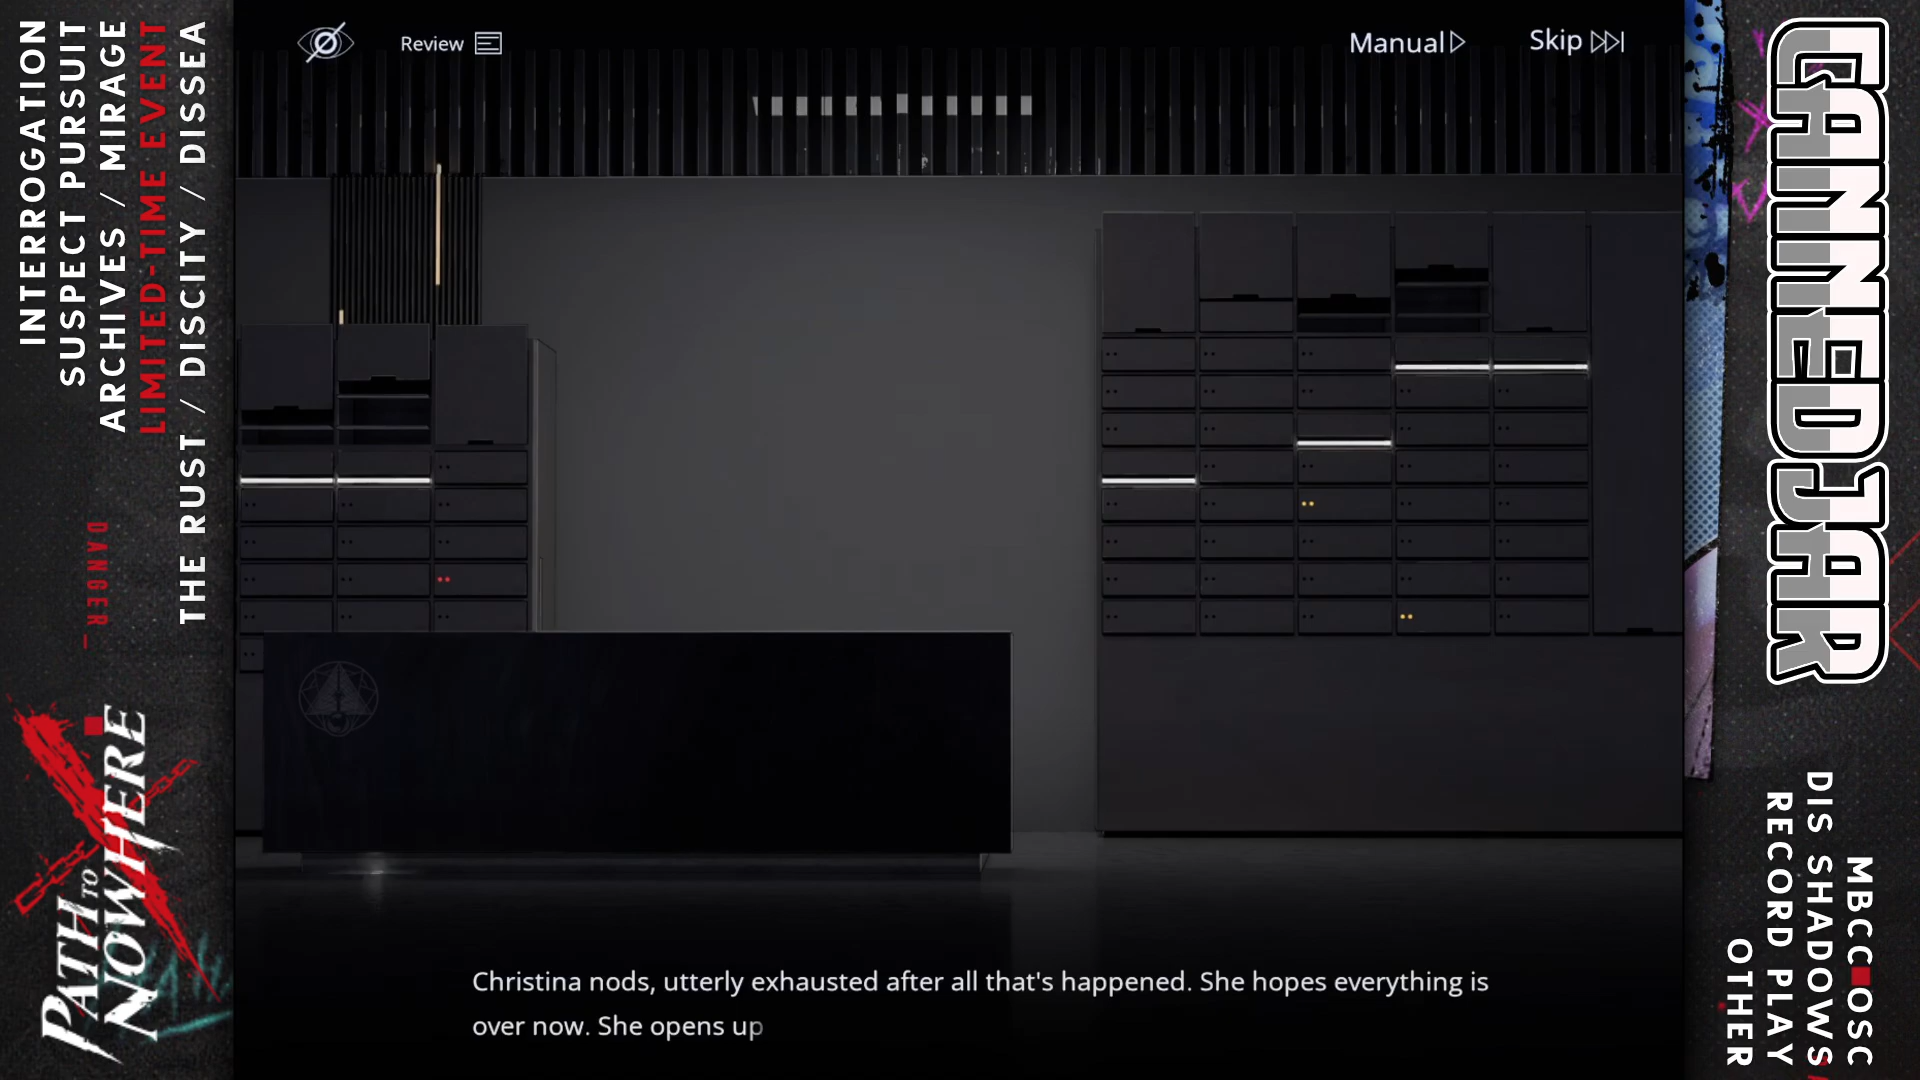 INTERROGATION
SUSPECT PURSUIT
ARCHIVES / MIRAGE
LIMITED-TIME EVENT
THE RUST / DISCITY / DISSEA
DANGER_
PATH TO
NOWHERE
Review
Manual
Skip
Christina nods, utterly exhausted after all that's happened. She hopes everything is
over now. She opens up
CANNEDJAR
MBCC OSC
DIS SHADOWS
RECORD PLAY
OTHER